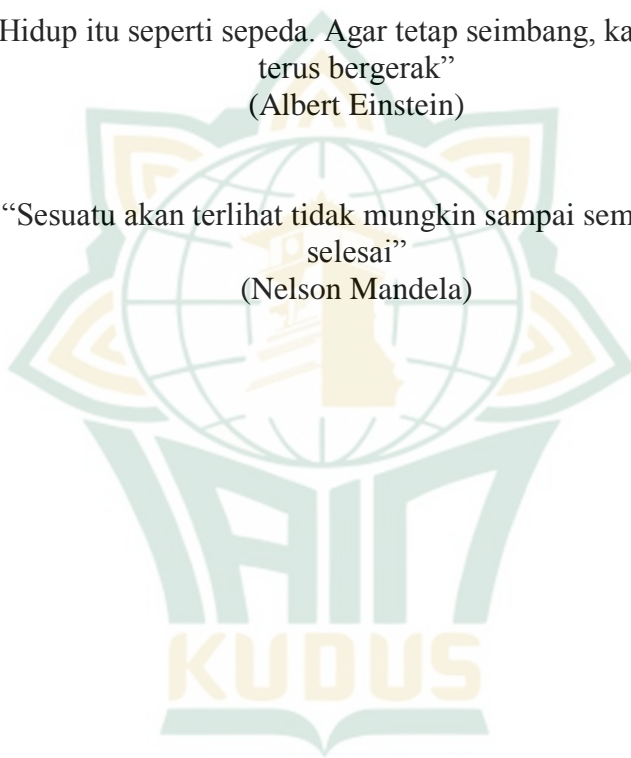 Hidup itu seperti sepeda. Agar tetap seimbang,
terus bergerak”
(Albert Einstein)
“Sesuatu akan terlihat tidak mungkin sampai
selesai”
(Nelson Mandela)
IAIN
KUDUS